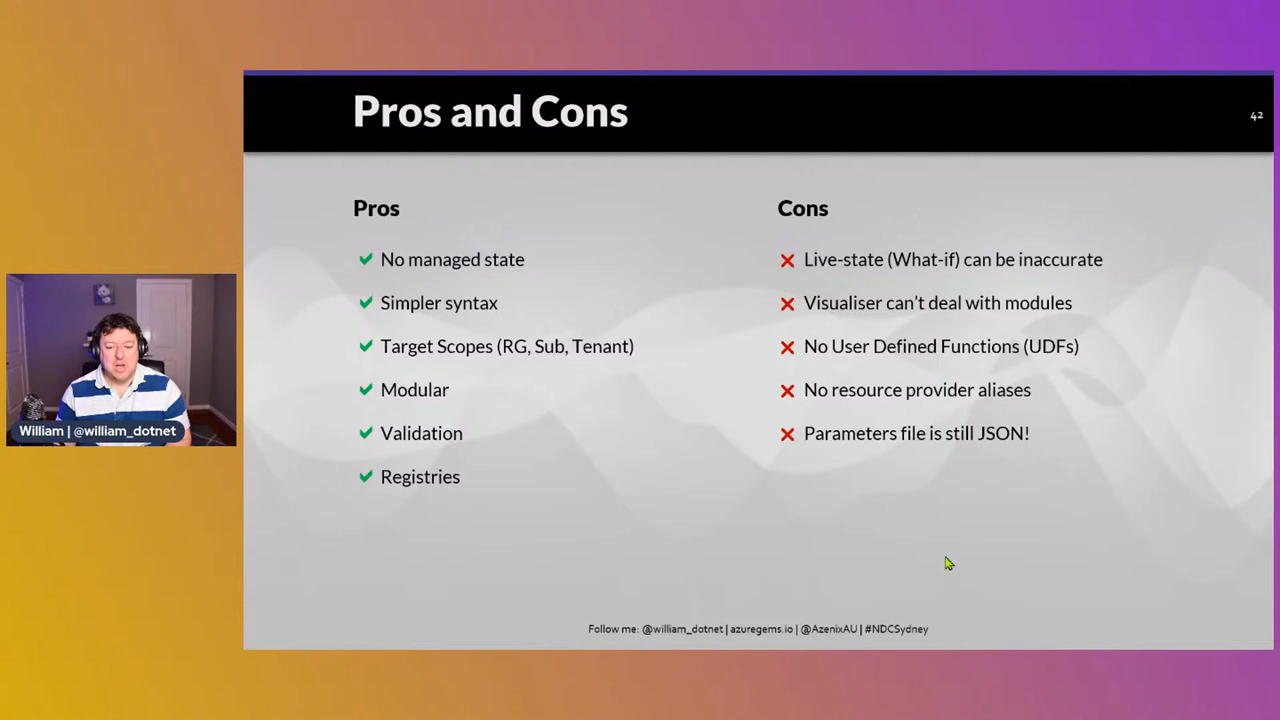 Pros and Cons
42
Pros
No managed state
Simpler syntax
Target Scopes (RG, Sub, Tenant)
Modular
Validation
Registries
Cons
Live-state (What-if) can be inaccurate
Visualiser can’t deal with modules
No User Defined Functions (UDFs)
No resource provider aliases
Parameters file is still JSON!
William | @william_dotnet
Follow me: @william_dotnet | azuregems.io | @AzenixAU | #NDCSydney